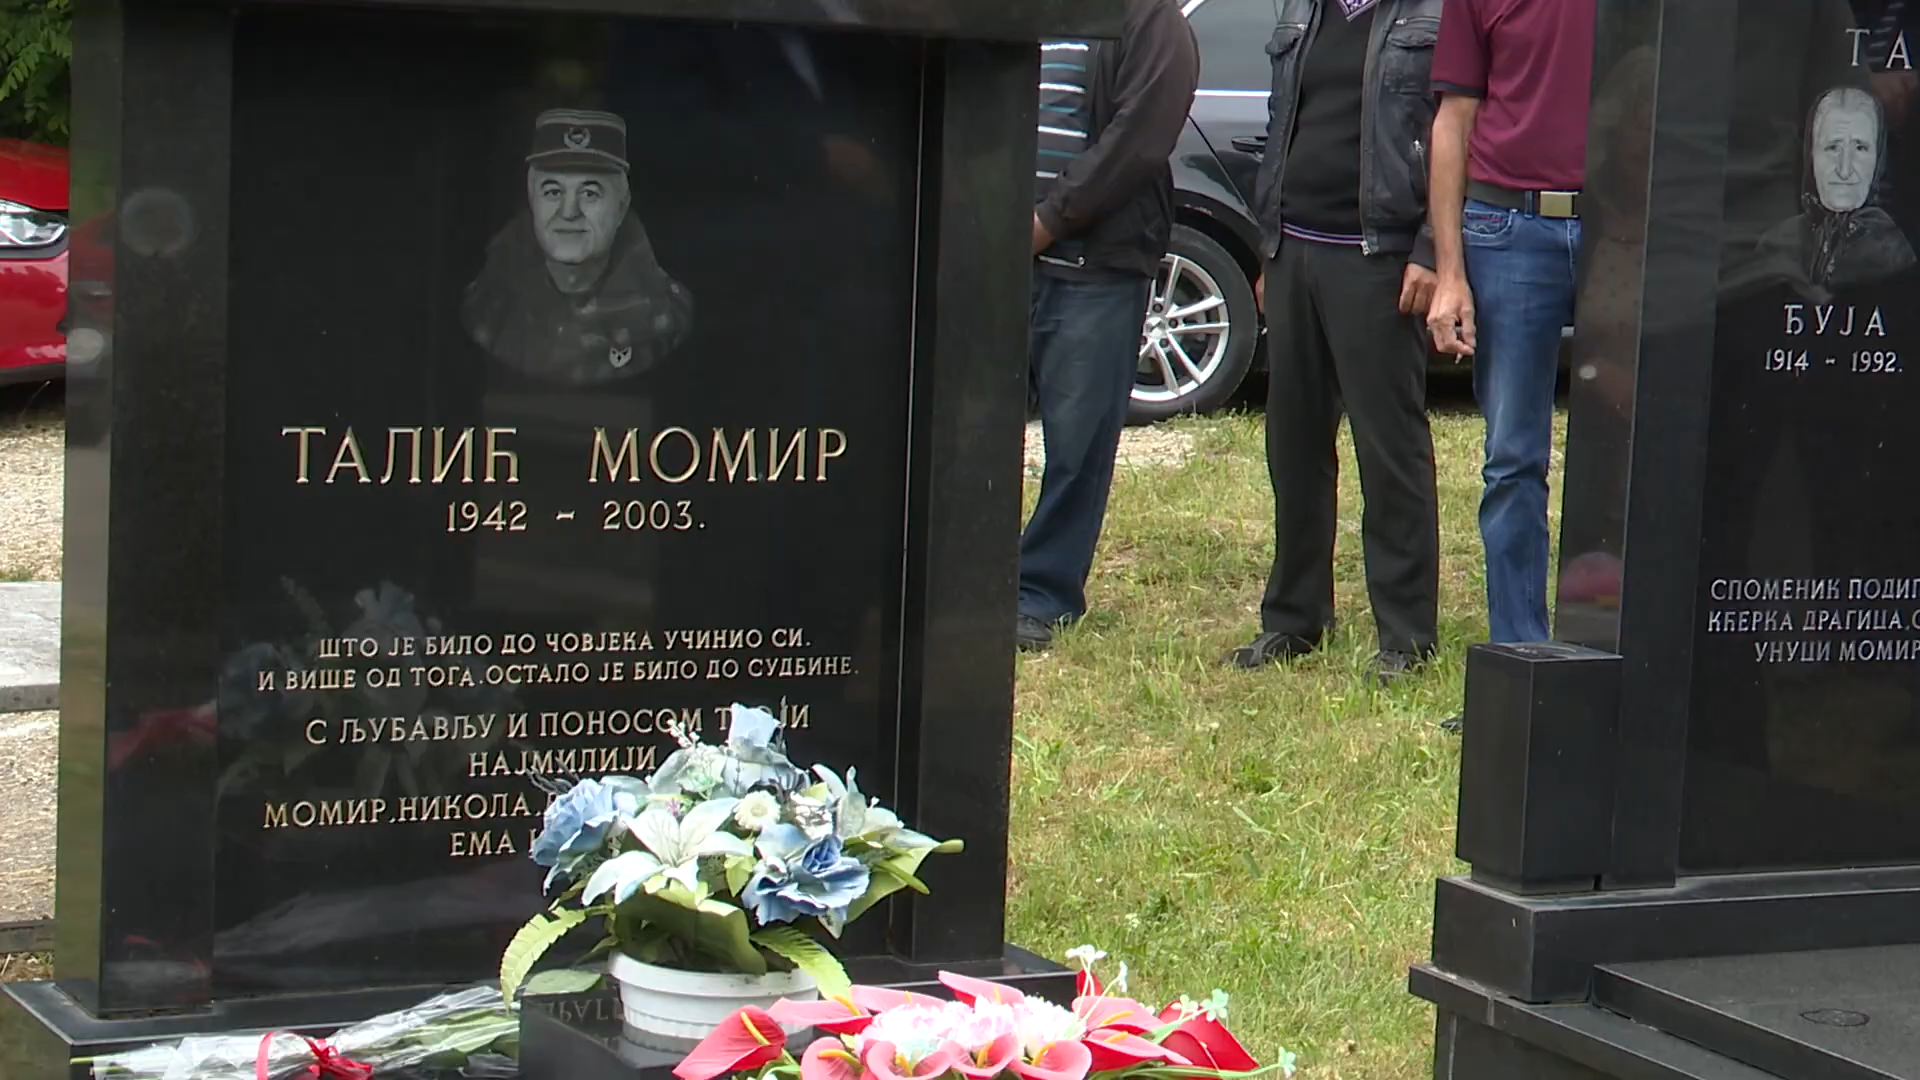 ТАЛИЋ МОМИР
1942 - 2003.
ШТО ЈЕ БИЛО ДО ЧОВЈЕКА УЧИНИО СИ.
И ВИШЕ ОД ТОГА.ОСТАЛО ЈЕ БИЛО ДО СУДБИНЕ.
С ЉУБАВЉУ И ПОНОСОМ
НАЈМИЛИЈИ
МОМИР.НИКОЛА.
ЕМА
ТА
ЂУЈА
1914 - 1992.
СПОМЕНИК
КЋЕРКА ДРАГИЦА.
УНУЦИ МОМИР